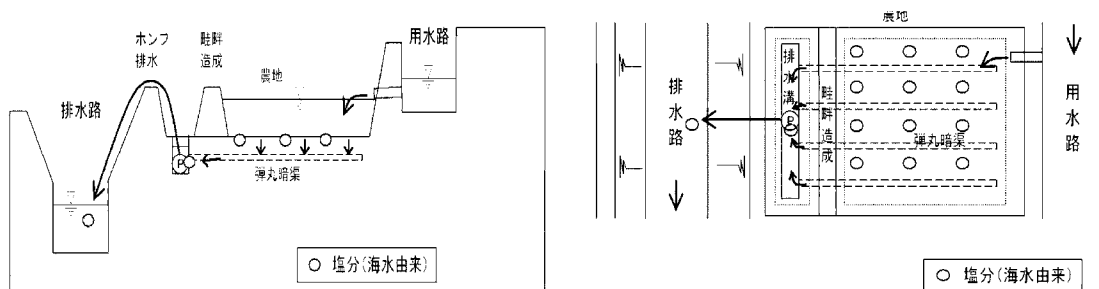 ホンプ
排水
畦畔
造成
用水路
農地
排水路
P
弾丸暗渠
○ 塩分(海水由来)
農地
排水溝
畦畔造成
排水路
用水路
P
弾丸暗渠
○ 塩分(海水由来)